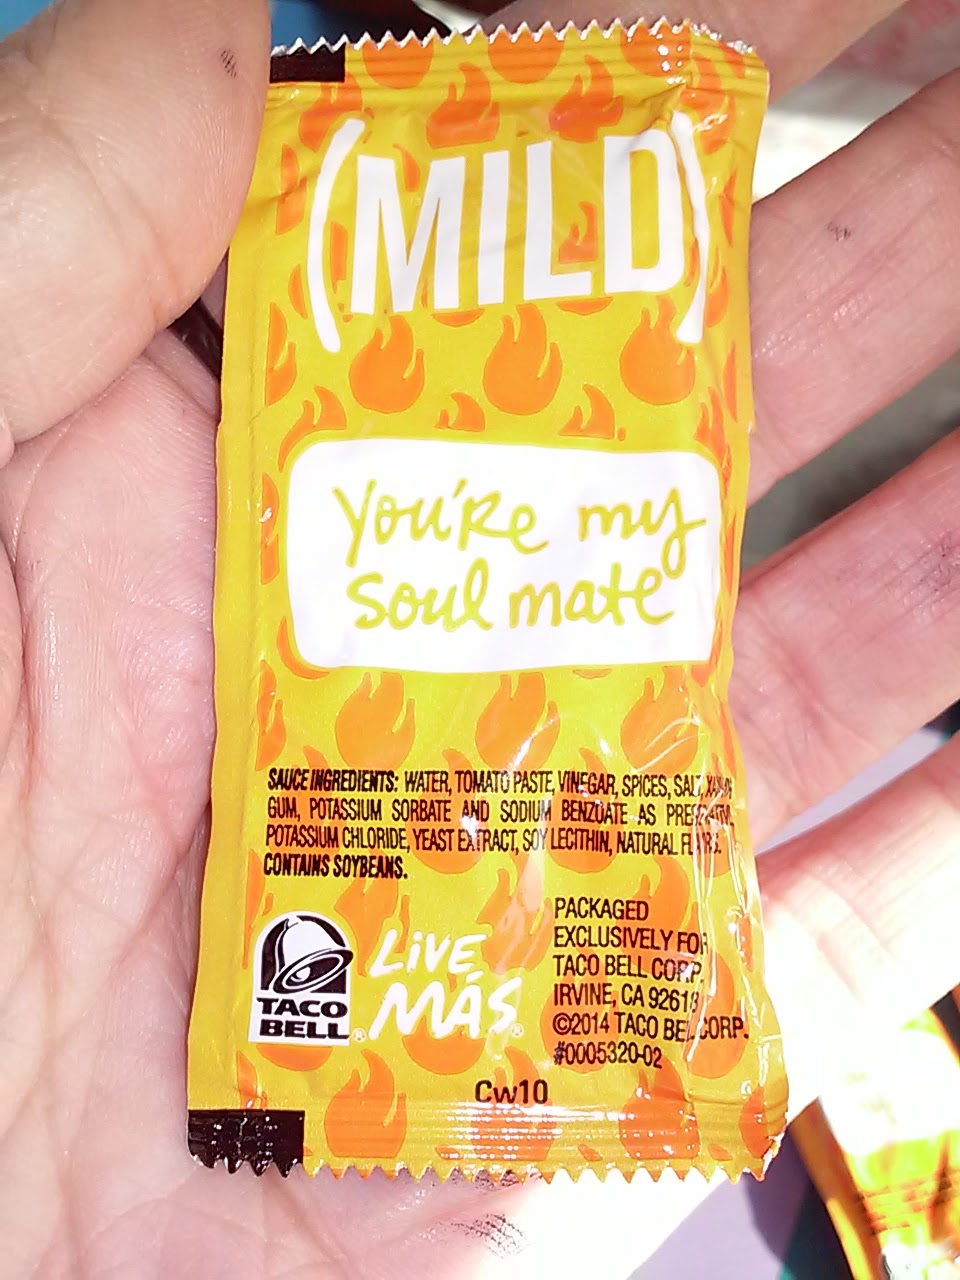 (MILD)
You're my
soul mate
SAUCE INGREDIENTS: WATER, TOMATO PASTE, VINEGAR, SPICES, SALT,
GUM, POTASSIUM SORBATE AND SODIUM BENZOATE AS
POTASSIUM CHLORIDE, YEAST EXTRACT, SOY LECITHIN, NATURAL
CONTAINS SOYBEANS.
TACO
BELL®
LIVE
MÁS®
PACKAGED
EXCLUSIVELY FOR
TACO BELL CORP.
IRVINE, CA 92618
©2014 TACO BELL CORP.
#0005320-02
CW10